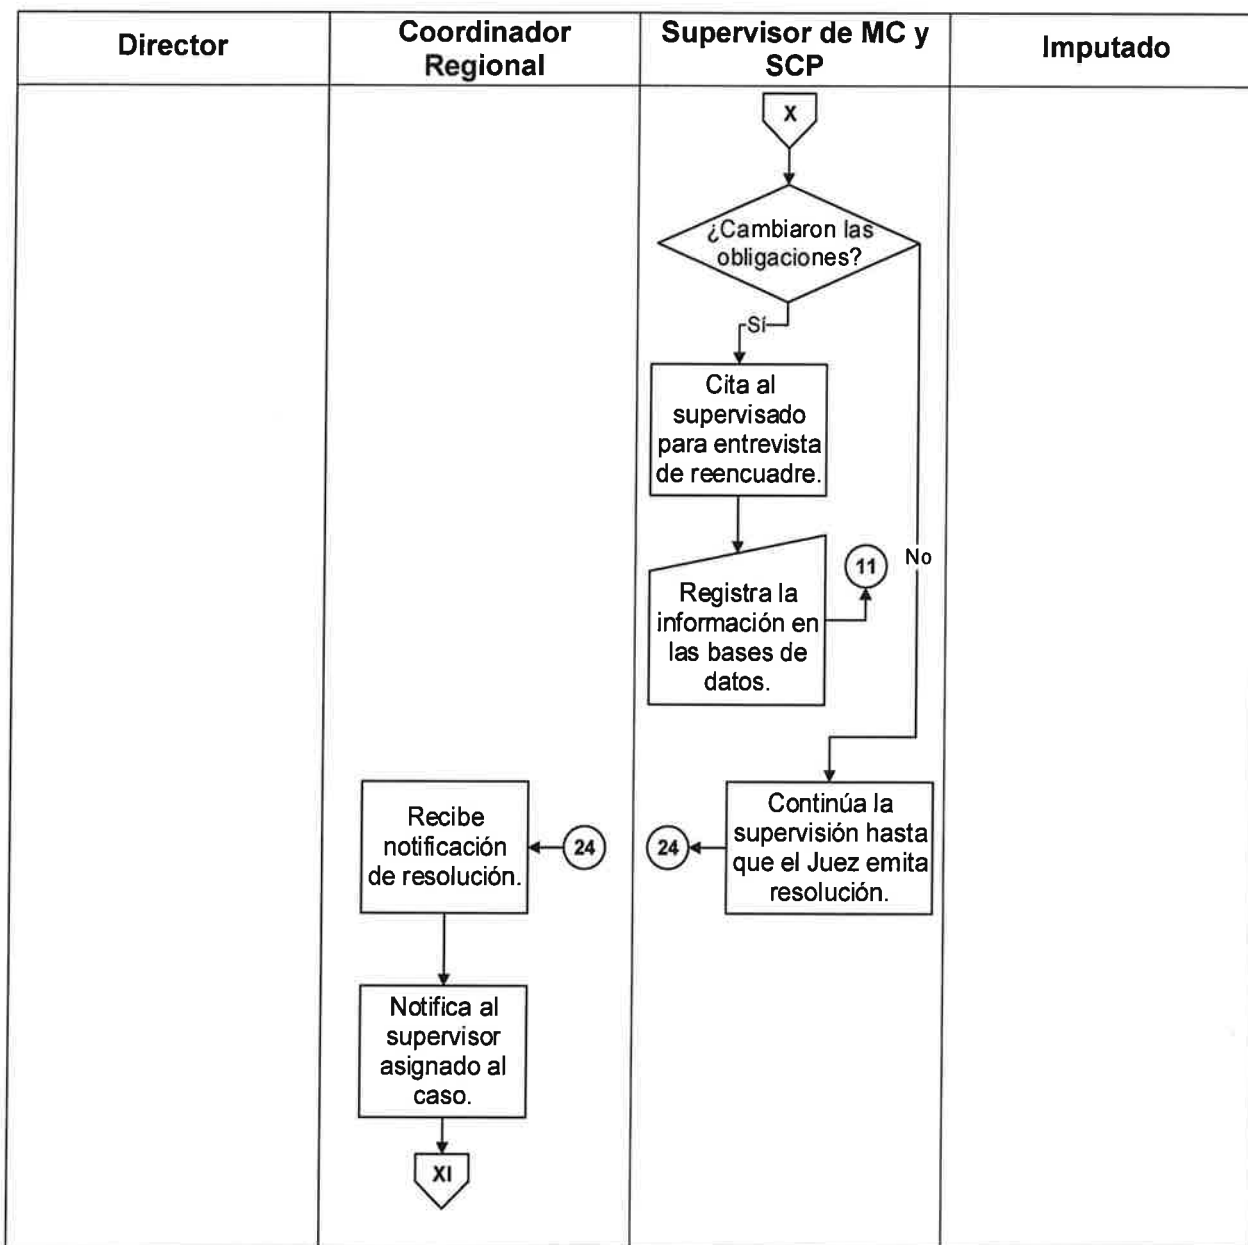 Director
Coordinador
Regional
Supervisor de MC y
SCP
Imputado
X
¿Cambiaron las
obligaciones?
Sí
Cita al
supervisado
para entrevista
de reencuadre.
11
No
Registra la
información en
las bases de
datos.
Recibe
notificación
de resolución.
24
24
Continúa la
supervisión hasta
que el Juez emita
resolución.
Notifica al
supervisor
asignado al
caso.
XI